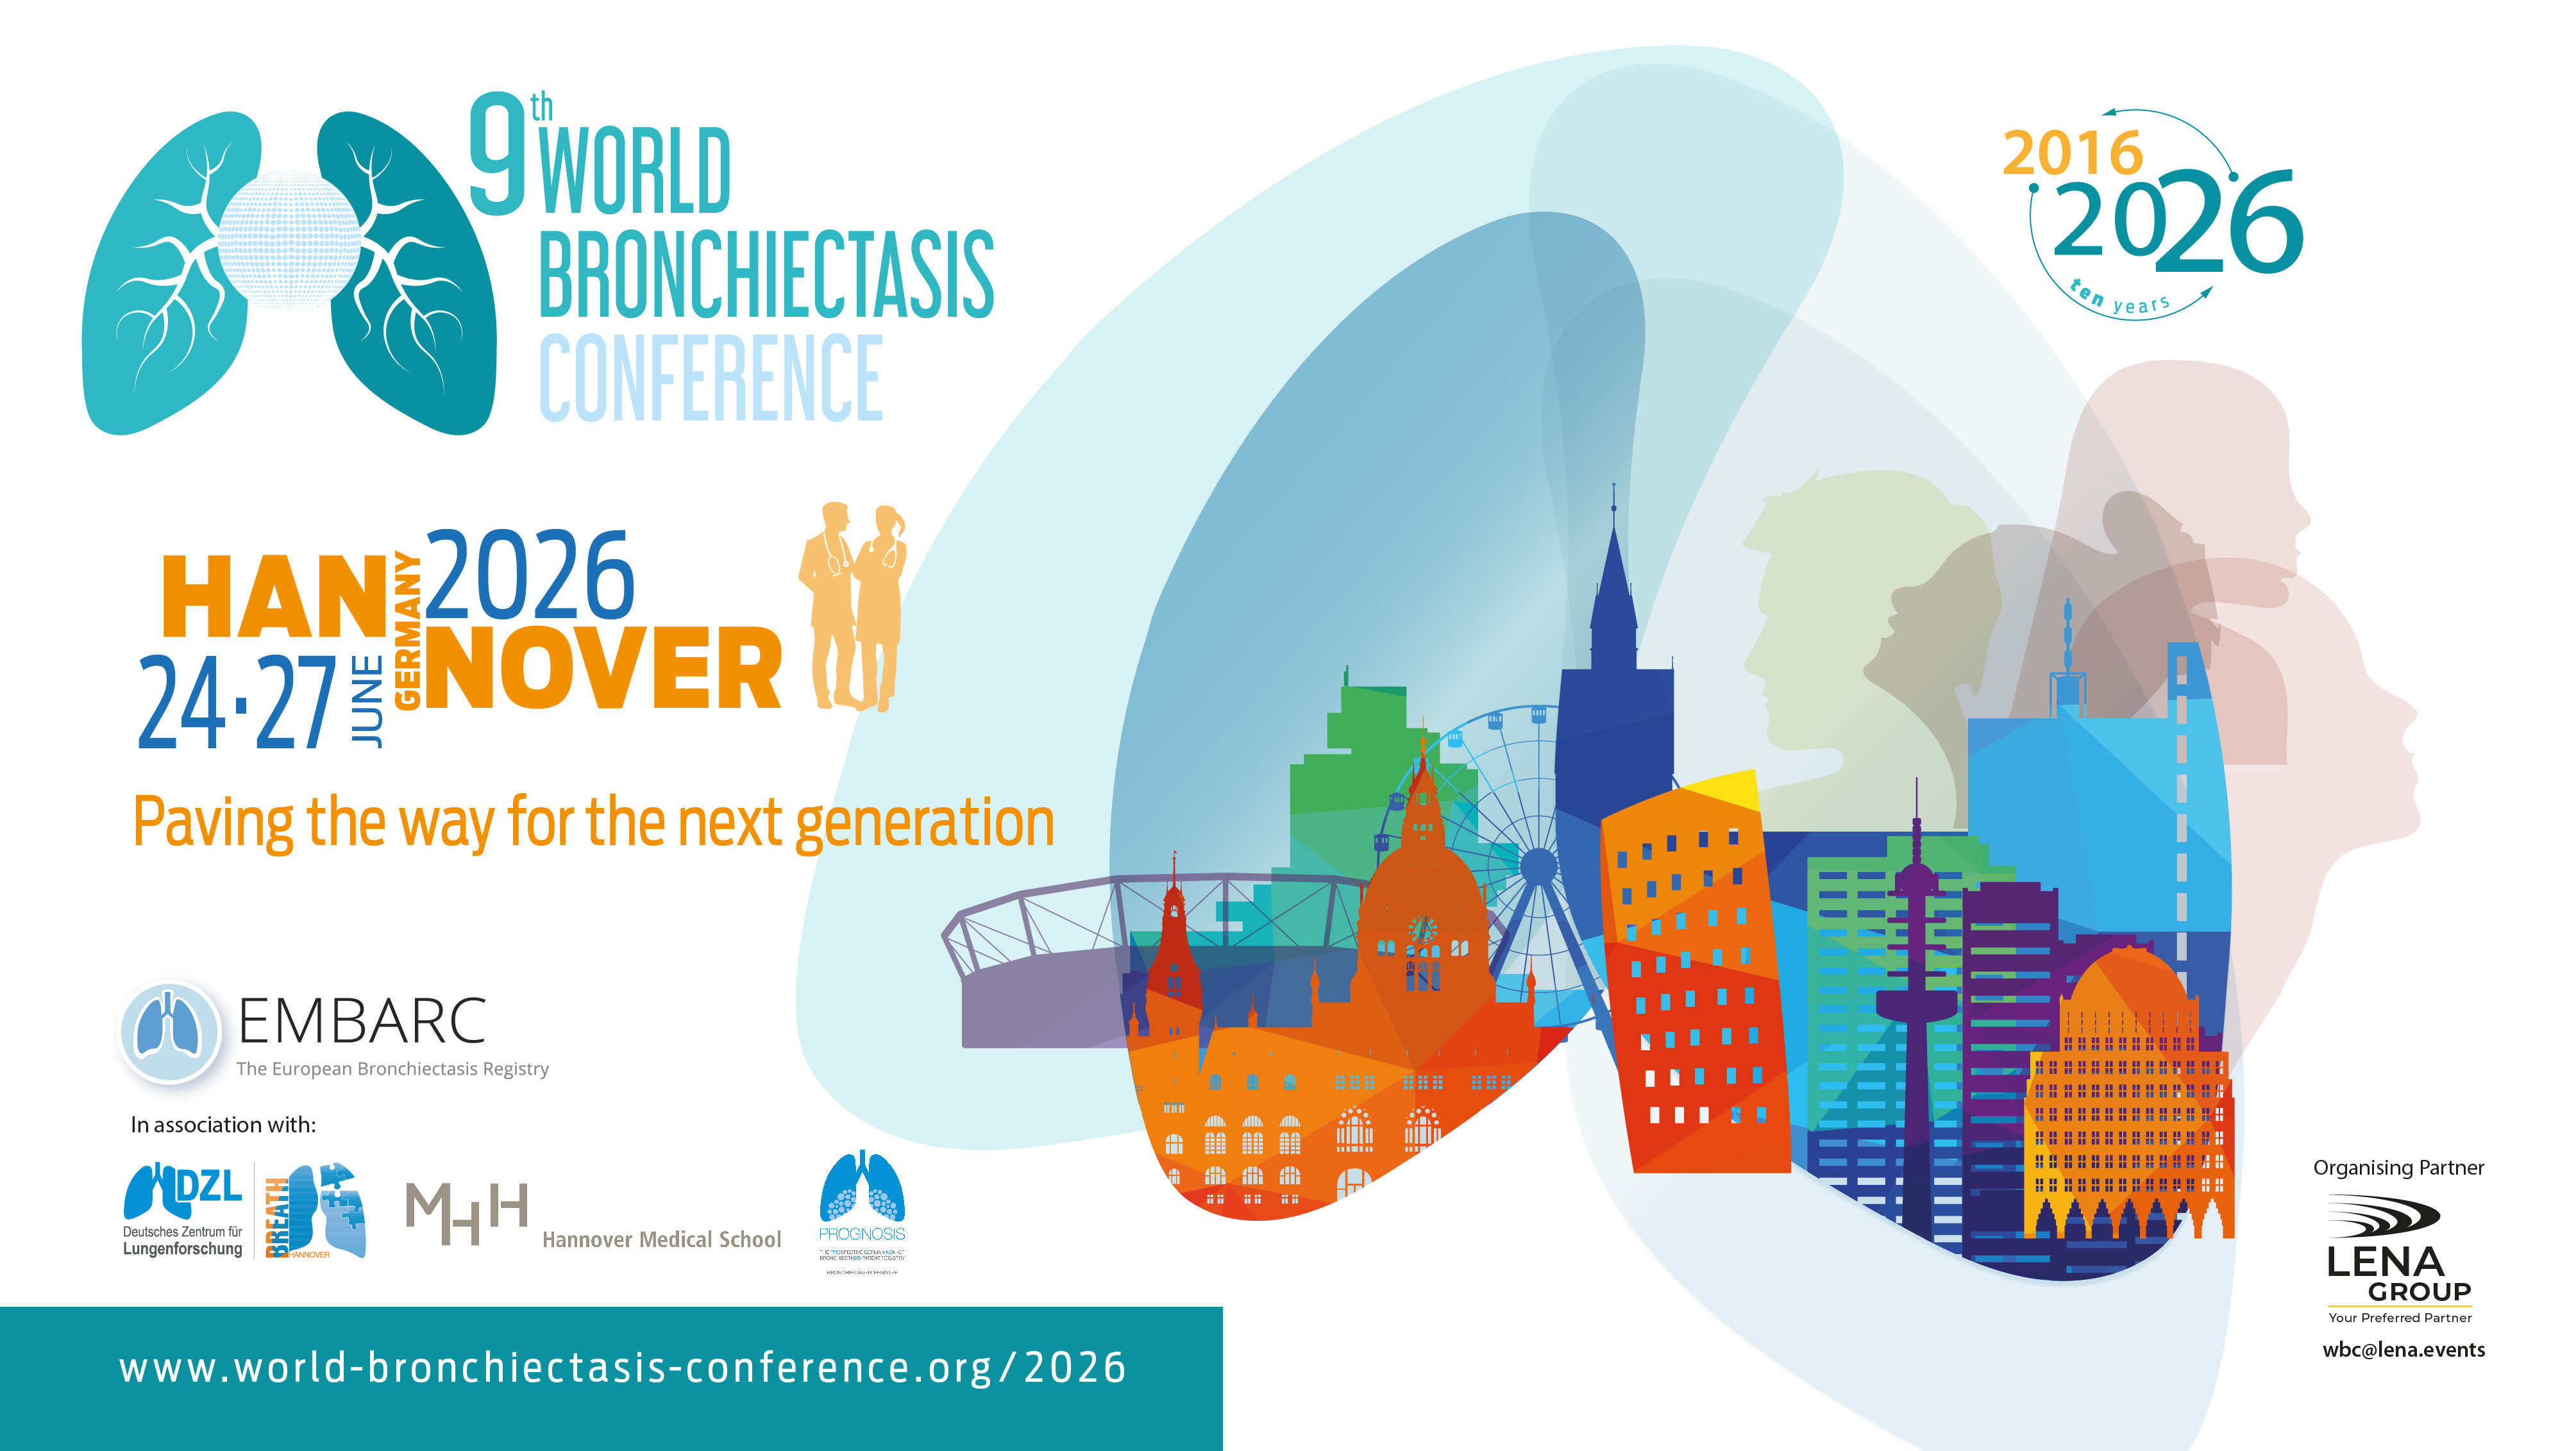 9th WORLD
BRONCHIECTASIS
CONFERENCE
2016
2026
ten years
HAN
GERMANY
2026
NOVER
24·27
JUNE
Paving the way for the next generation
EMBARC
The European Bronchiectasis Registry
In association with:
DZL
Deutsches Zentrum für
Lungenforschung
BREATH
HANNOVER
MHH
Hannover Medical School
PROGNOSIS
Organising Partner
LENA
GROUP
Your Preferred Partner
wbc@lena.events
www.world-bronchiectasis-conference.org/2026